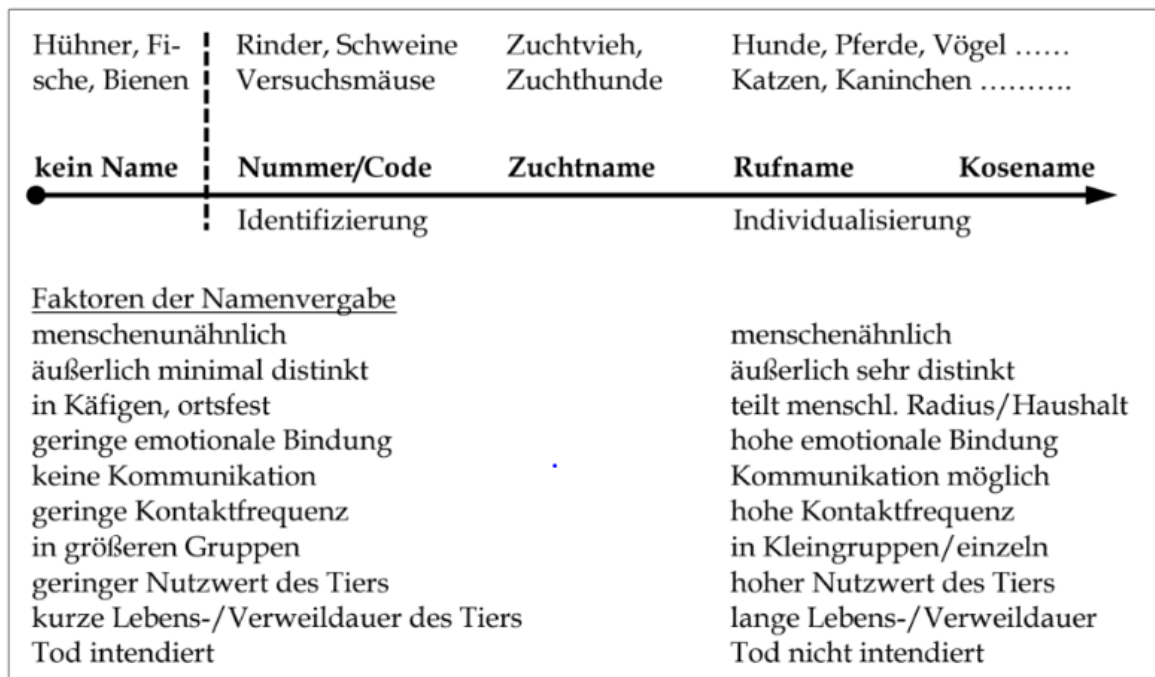 Hühner, Fi- Rinder, Schweine Zuchtvieh, Hunde, Pferde, Vögel ……
sche, Bienen Versuchsmäuse Zuchthunde Katzen, Kaninchen ……….
kein Name Nummer/Code Zuchtname Rufname Kosename
Identifizierung Individualisierung
Faktoren der Namenvergabe
menschenunähnlich menschenähnlich
äußerlich minimal distinkt äußerlich sehr distinkt
in Käfigen, ortsfest teilt menschl. Radius/Haushalt
geringe emotionale Bindung hohe emotionale Bindung
keine Kommunikation Kommunikation möglich
geringe Kontaktfrequenz hohe Kontaktfrequenz
in größeren Gruppen in Kleingruppen/einzeln
geringer Nutzwert des Tiers hoher Nutzwert des Tiers
kurze Lebens-/Verweildauer des Tiers lange Lebens-/Verweildauer
Tod intendiert Tod nicht intendiert